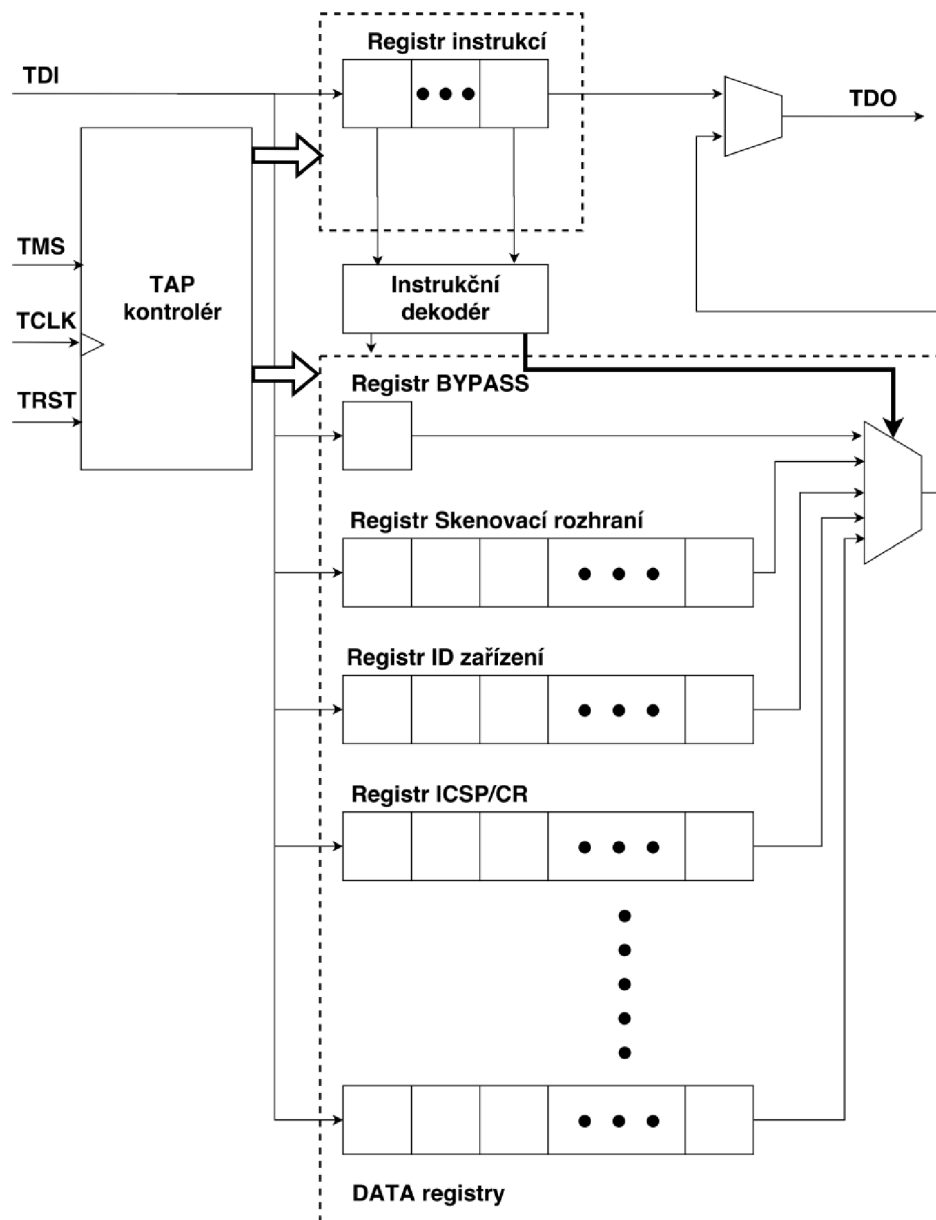 Registr instrukcí
TDI
TDO
TMS
TAP
kontrolér
Instrukční
dekodér
TCLK
TRST
Registr BYPASS
Registr Skenovací rozhraní
Registr ID zařízení
Registr ICSP/CR
DATA registry